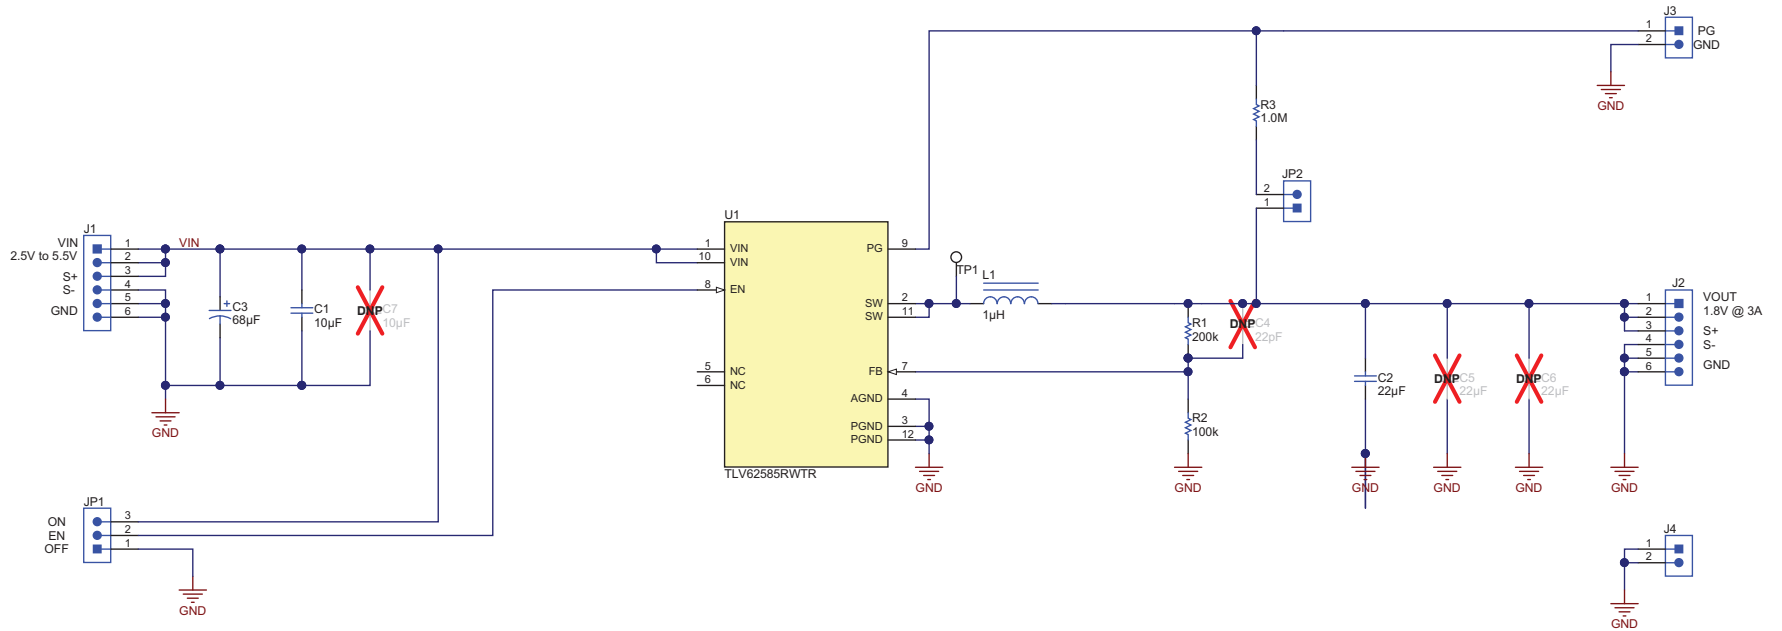 J3
1 PG
2 GND
GND
R3
1.0M
JP2
2
1
J1
VIN 1 VIN
2.5V to 5.5V 2
S+ 3
S- 4
5
GND 6
C3
+
68µF
C1
10µF
DNP C7
10µF
GND
U1
1 VIN
10 VIN
8 EN
5 NC
6 NC
PG 9
SW 2
SW 11
FB 7
AGND 4
PGND 3
PGND 12
TLV62585RWTR
GND
TP1
L1
1µH
R1
200k
DNP C4
22pF
R2
100k
GND
C2
22µF
GND
DNP C5
22µF
GND
DNP C6
22µF
GND
J2
1 VOUT
2 1.8V @ 3A
3 S+
4 S-
5 GND
6
GND
JP1
ON 3
EN 2
OFF 1
GND
J4
1
2
GND